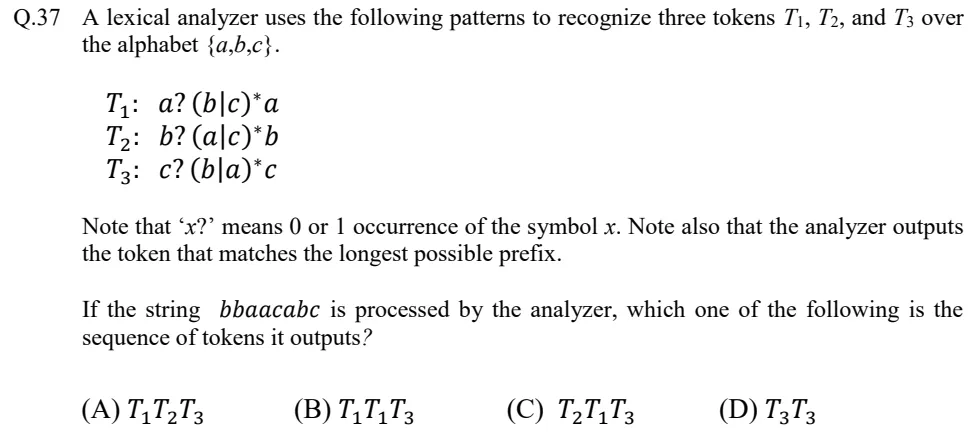 Q.37 A lexical analyzer uses the following patterns to recognize three tokens T₁, T₂, and T₃ over
the alphabet {a,b,c}.
T₁: a?(b|c)*a
T₂: b?(a|c)*b
T₃: c?(b|a)*c
Note that ‘x?’ means 0 or 1 occurrence of the symbol x. Note also that the analyzer outputs
the token that matches the longest possible prefix.
If the string bbaacabc is processed by the analyzer, which one of the following is the
sequence of tokens it outputs?
(A) T₁T₂T₃ (B) T₁T₁T₃ (C) T₂T₁T₃ (D) T₃T₃